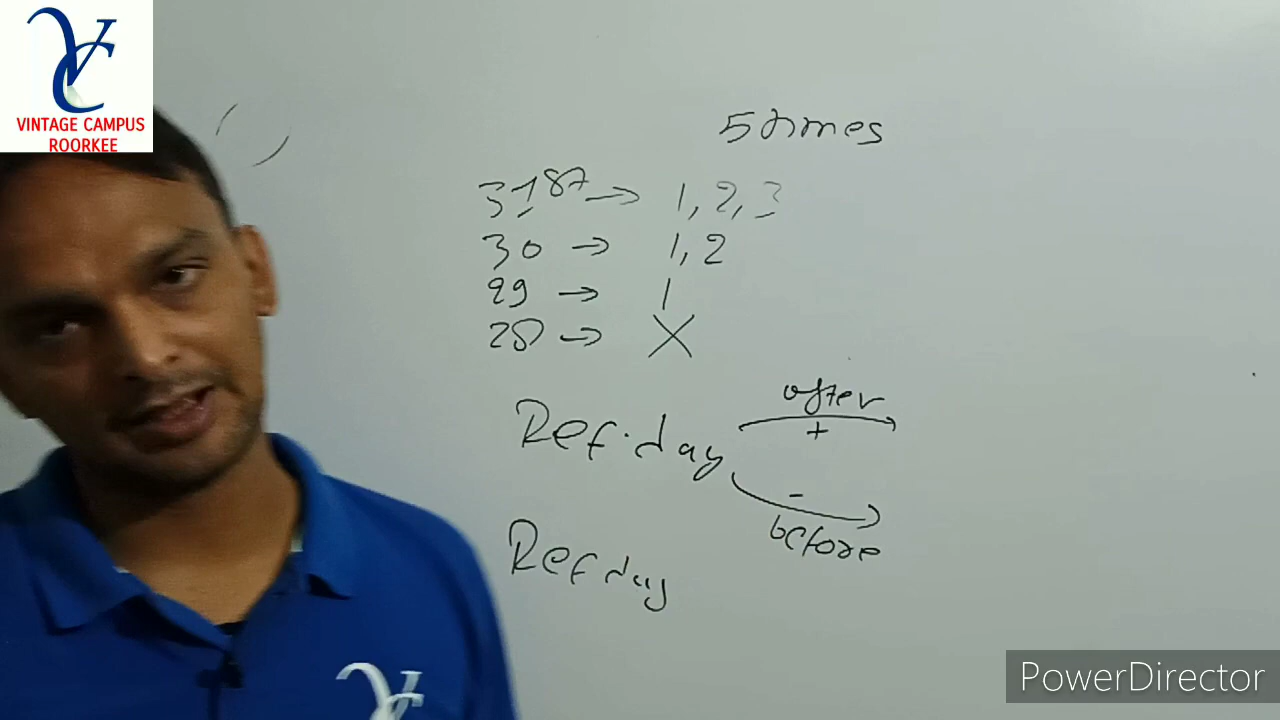 VINTAGE CAMPUS
ROORKEE
5 times
31 → 1, 2, 3
30 → 1, 2
29 → 1
28 → X
Ref. day
after
+
-
before
Ref day
PowerDirector